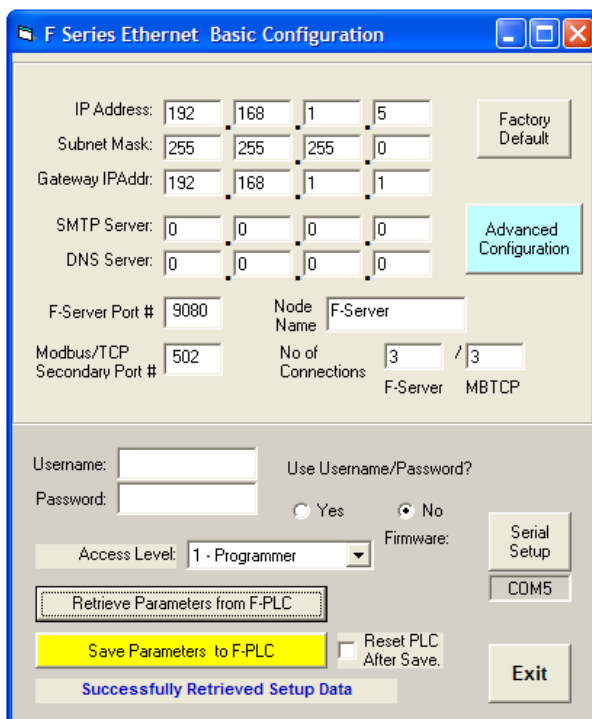 F Series Ethernet Basic Configuration
IP Address: 192 . 168 . 1 . 5
Factory
Default
Subnet Mask: 255 . 255 . 255 . 0
Gateway IPAddr: 192 . 168 . 1 . 1
SMTP Server: 0 . 0 . 0 . 0
DNS Server: 0 . 0 . 0 . 0
Advanced
Configuration
F-Server Port # 9080
Node
Name F-Server
Modbus/TCP
Secondary Port # 502
No of
Connections 3 / 3
F-Server MBTCP
Username:
Password:
Use Username/Password?
Yes No
Access Level: 1 - Programmer
Firmware:
Serial
Setup
COM5
Retrieve Parameters from F-PLC
Save Parameters to F-PLC
Reset PLC
After Save.
Exit
Successfully Retrieved Setup Data